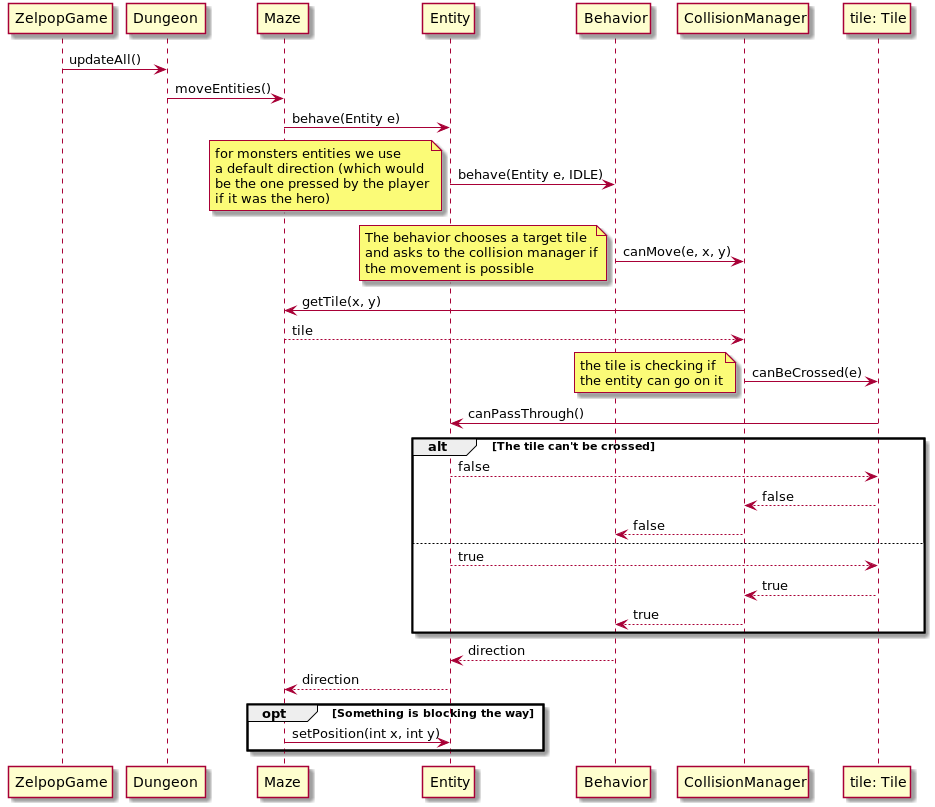 ZelpopGame
Dungeon
Maze
Entity
Behavior
CollisionManager
tile: Tile
updateAll()
moveEntities()
behave(Entity e)
for monsters entities we use
a default direction (which would
be the one pressed by the player
if it was the hero)
behave(Entity e, IDLE)
The behavior chooses a target tile
and asks to the collision manager if
the movement is possible
canMove(e, x, y)
getTile(x, y)
tile
the tile is checking if
the entity can go on it
canBeCrossed(e)
canPassThrough()
alt
[The tile can't be crossed]
false
false
false
true
true
true
direction
direction
opt
[Something is blocking the way]
setPosition(int x, int y)
ZelpopGame
Dungeon
Maze
Entity
Behavior
CollisionManager
tile: Tile